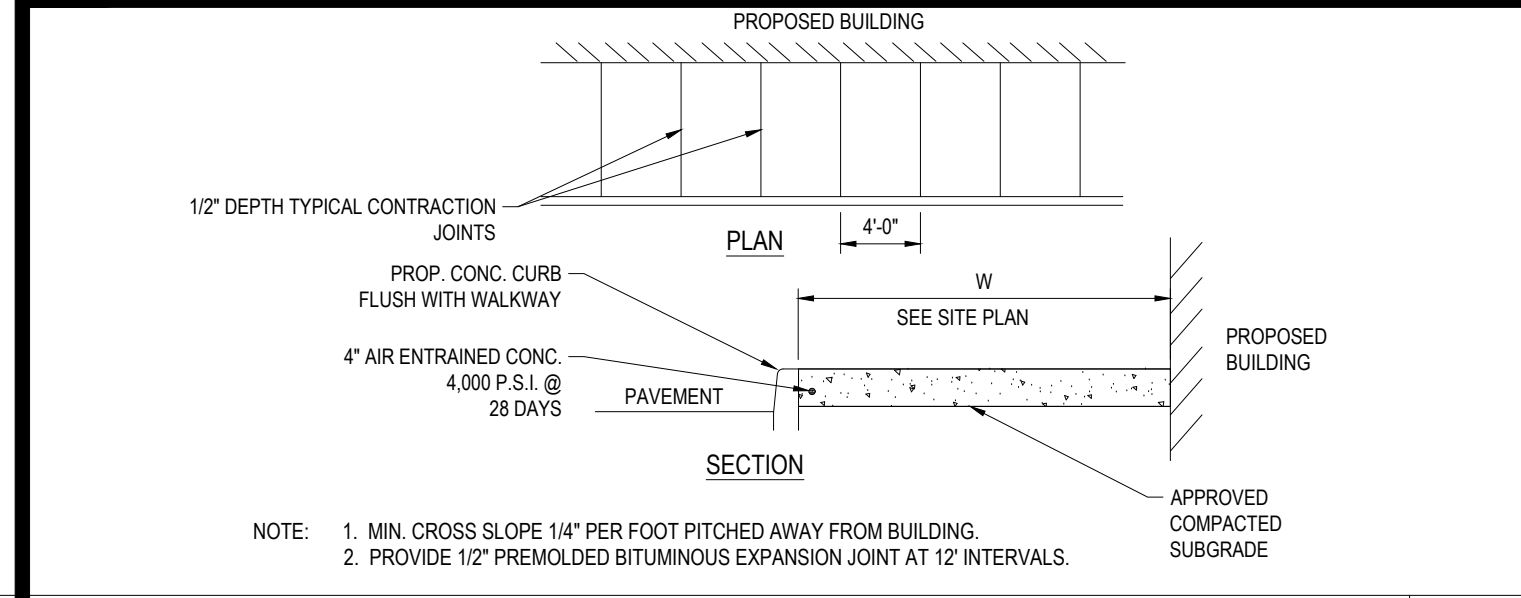 PROPOSED BUILDING
1/2" DEPTH TYPICAL CONTRACTION
JOINTS
PLAN
4'-0"
PROP. CONC. CURB
FLUSH WITH WALKWAY
W
SEE SITE PLAN
PROPOSED
BUILDING
4" AIR ENTRAINED CONC.
4,000 P.S.I. @
28 DAYS
PAVEMENT
SECTION
APPROVED
COMPACTED
SUBGRADE
NOTE: 1. MIN. CROSS SLOPE 1/4" PER FOOT PITCHED AWAY FROM BUILDING.
2. PROVIDE 1/2" PREMOLDED BITUMINOUS EXPANSION JOINT AT 12' INTERVALS.